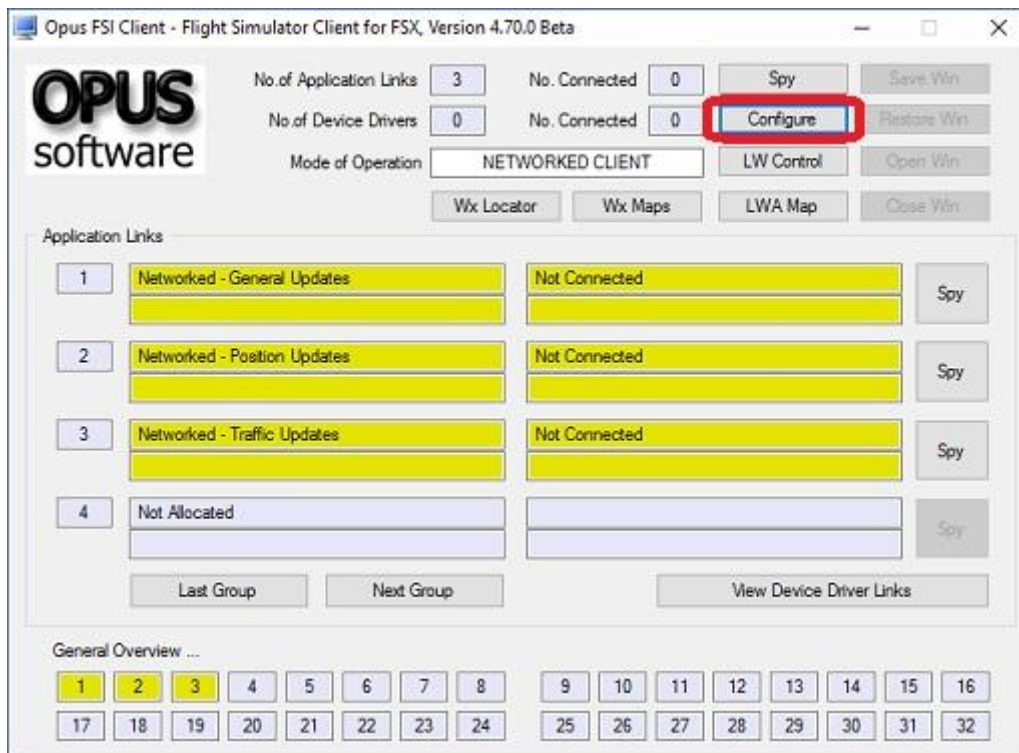 Opus FSI Client - Flight Simulator Client for FSX, Version 4.70.0 Beta
OPUS
software
No.of Application Links 3 No. Connected 0 Spy Save Win
No.of Device Drivers 0 No. Connected 0 Configure Restore Win
Mode of Operation NETWORKED CLIENT LW Control Open Win
Wx Locator Wx Maps LWA Map Close Win
Application Links
1 Networked - General Updates Not Connected Spy
2 Networked - Position Updates Not Connected Spy
3 Networked - Traffic Updates Not Connected Spy
4 Not Allocated Spy
Last Group Next Group View Device Driver Links
General Overview ...
1 2 3 4 5 6 7 8 9 10 11 12 13 14 15 16
17 18 19 20 21 22 23 24 25 26 27 28 29 30 31 32